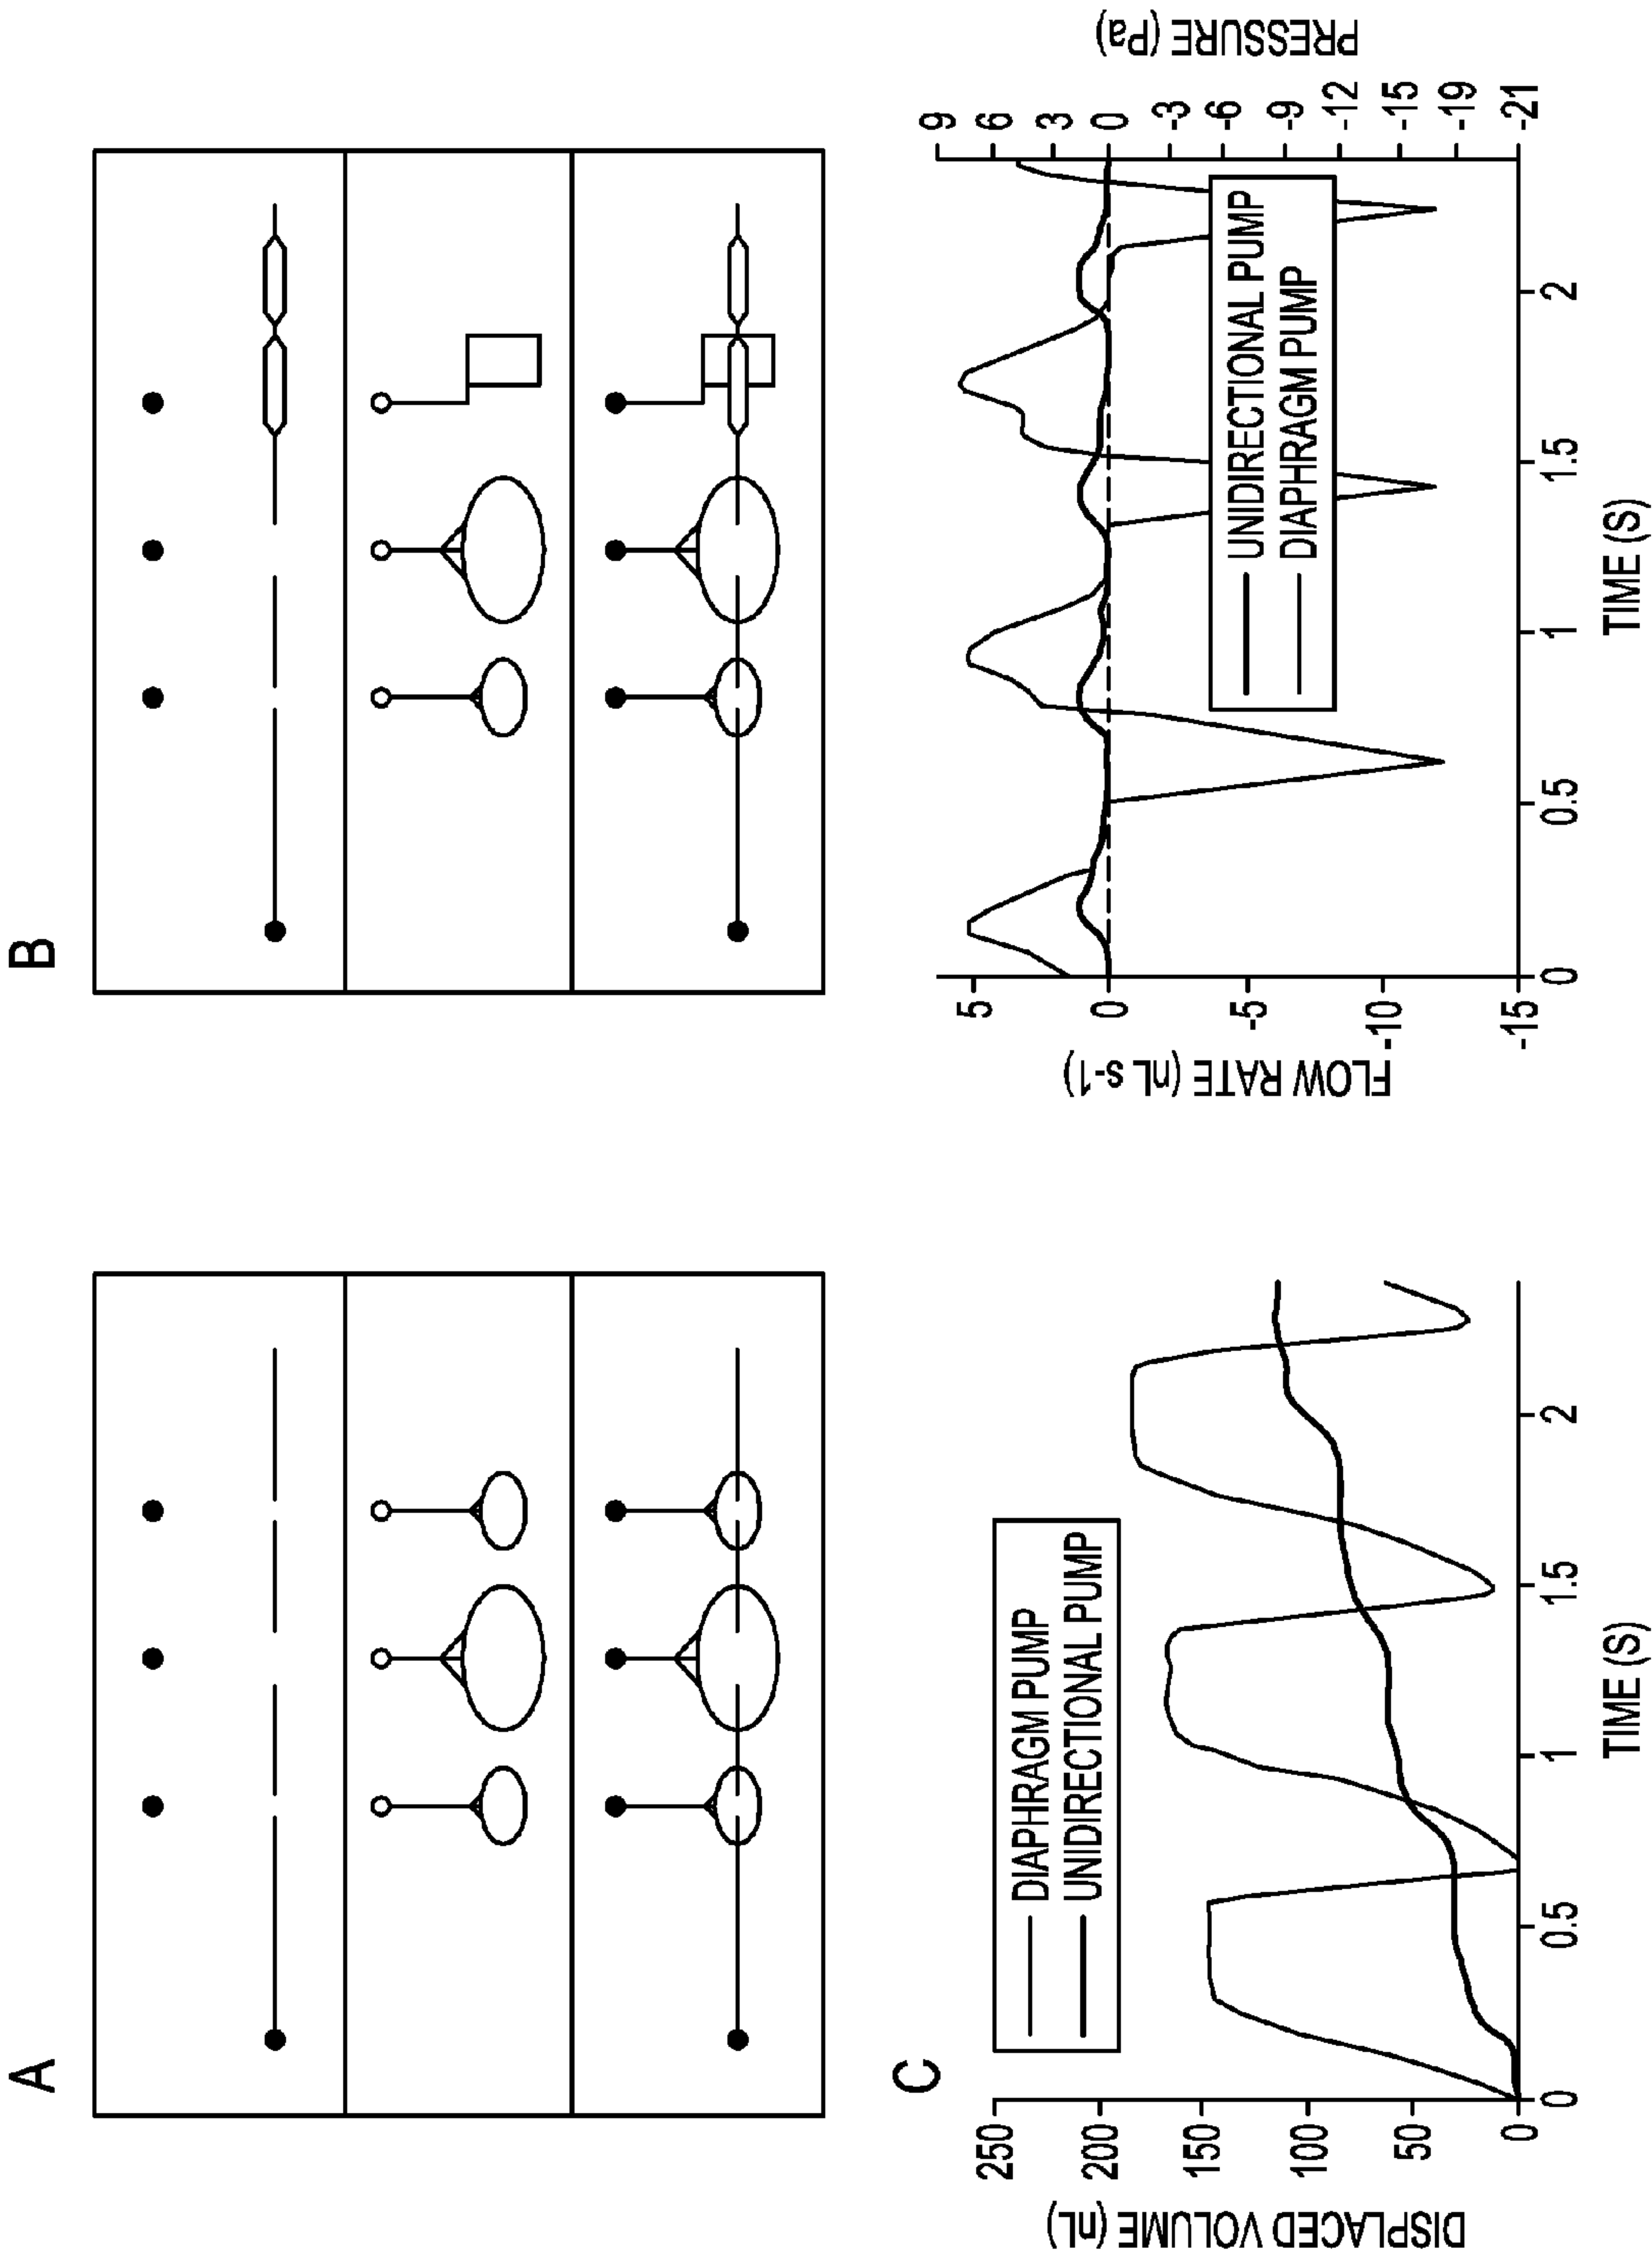 A
B
C
DISPLACED VOLUME (nL)
250
200
150
100
50
0
DIAPHRAGM PUMP
UNIDIRECTIONAL PUMP
0
0.5
1
1.5
2
TIME (S)
FLOW RATE (nL s-1)
5
0
-5
-10
-15
UNIDIRECTIONAL PUMP
DIAPHRAGM PUMP
0
0.5
1
1.5
2
TIME (S)
9
6
3
0
-3
-6
-9
-12
-15
-19
-21
PRESSURE (Pa)